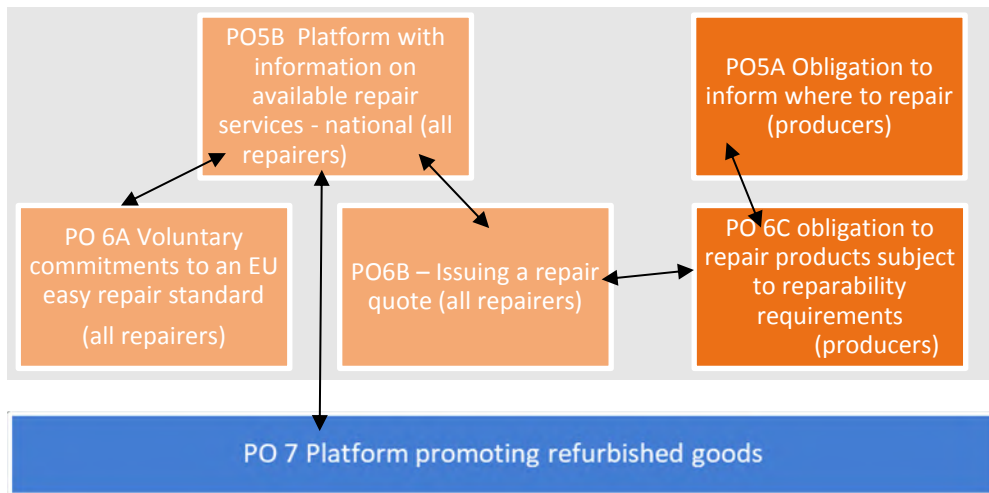 PO5B Platform with
information on
available repair
services - national (all
repairers)
PO5A Obligation to
inform where to repair
(producers)
PO 6A Voluntary
commitments to an EU
easy repair standard
(all repairers)
PO6B – Issuing a repair
quote (all repairers)
PO 6C obligation to
repair products subject
to reparability
requirements
(producers)
PO 7 Platform promoting refurbished goods